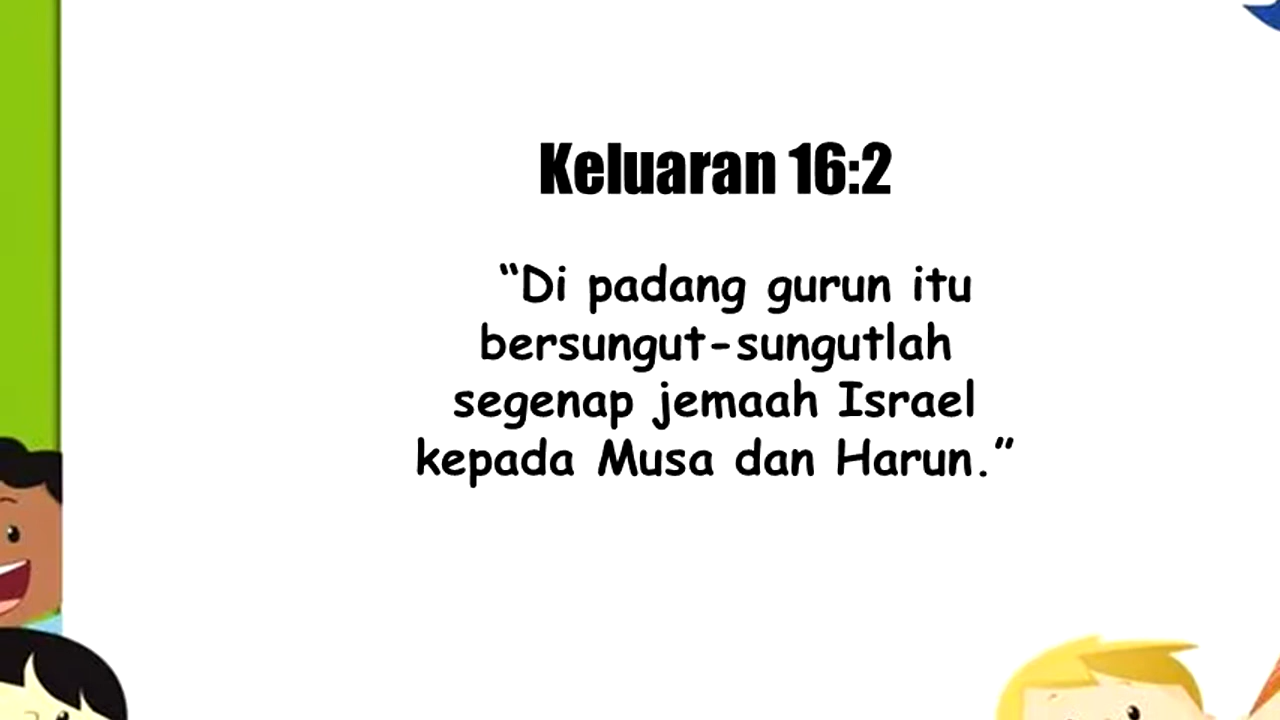 Keluaran 16:2
“Di padang gurun itu
bersungut-sungutlah
segenap jemaah Israel
kepada Musa dan Harun.”